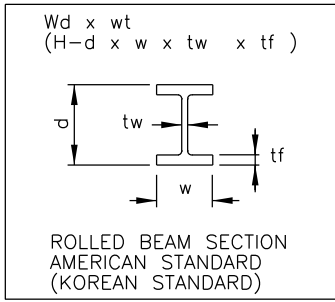 Wd x wt
(H-d x w x tw x tf )
d
tw
tf
w
ROLLED BEAM SECTION
AMERICAN STANDARD
(KOREAN STANDARD)